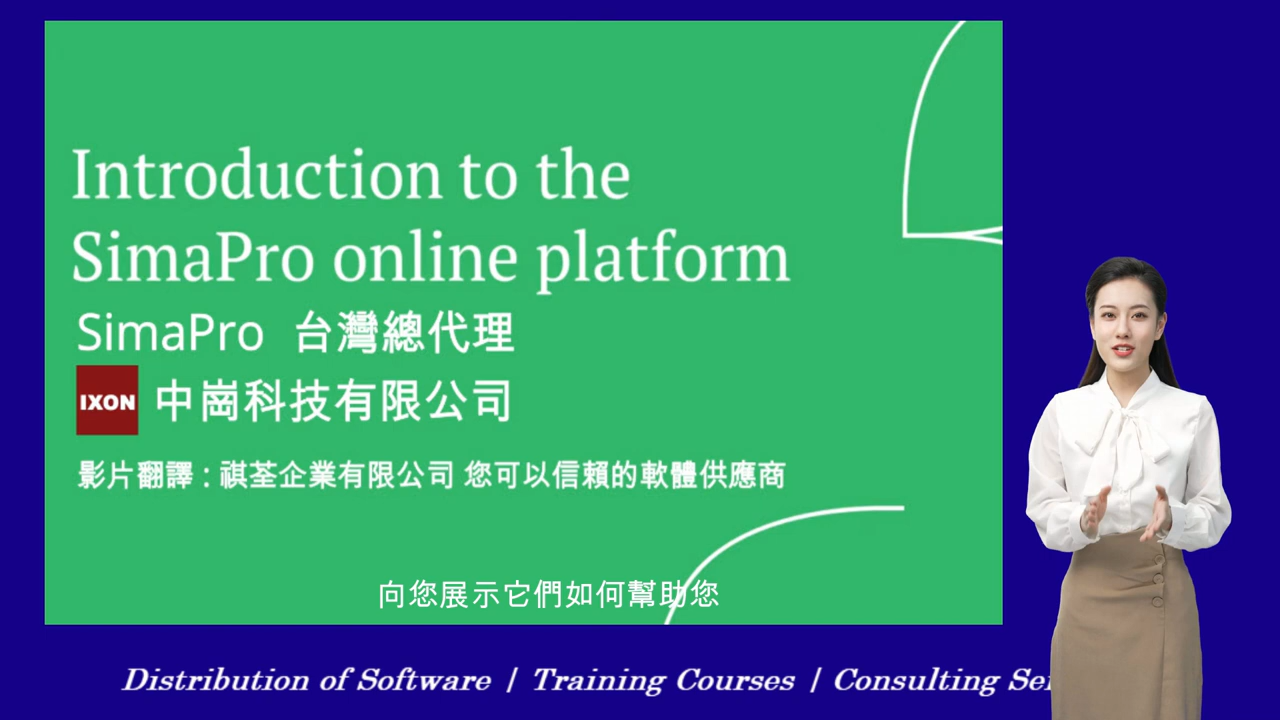 Introduction to the
SimaPro online platform
SimaPro 台灣總代理
IXON 中崗科技有限公司
影片翻譯 : 祺荃企業有限公司 您可以信賴的軟體供應商
向您展示它們如何幫助您
Distribution of Software / Training Courses / Consulting